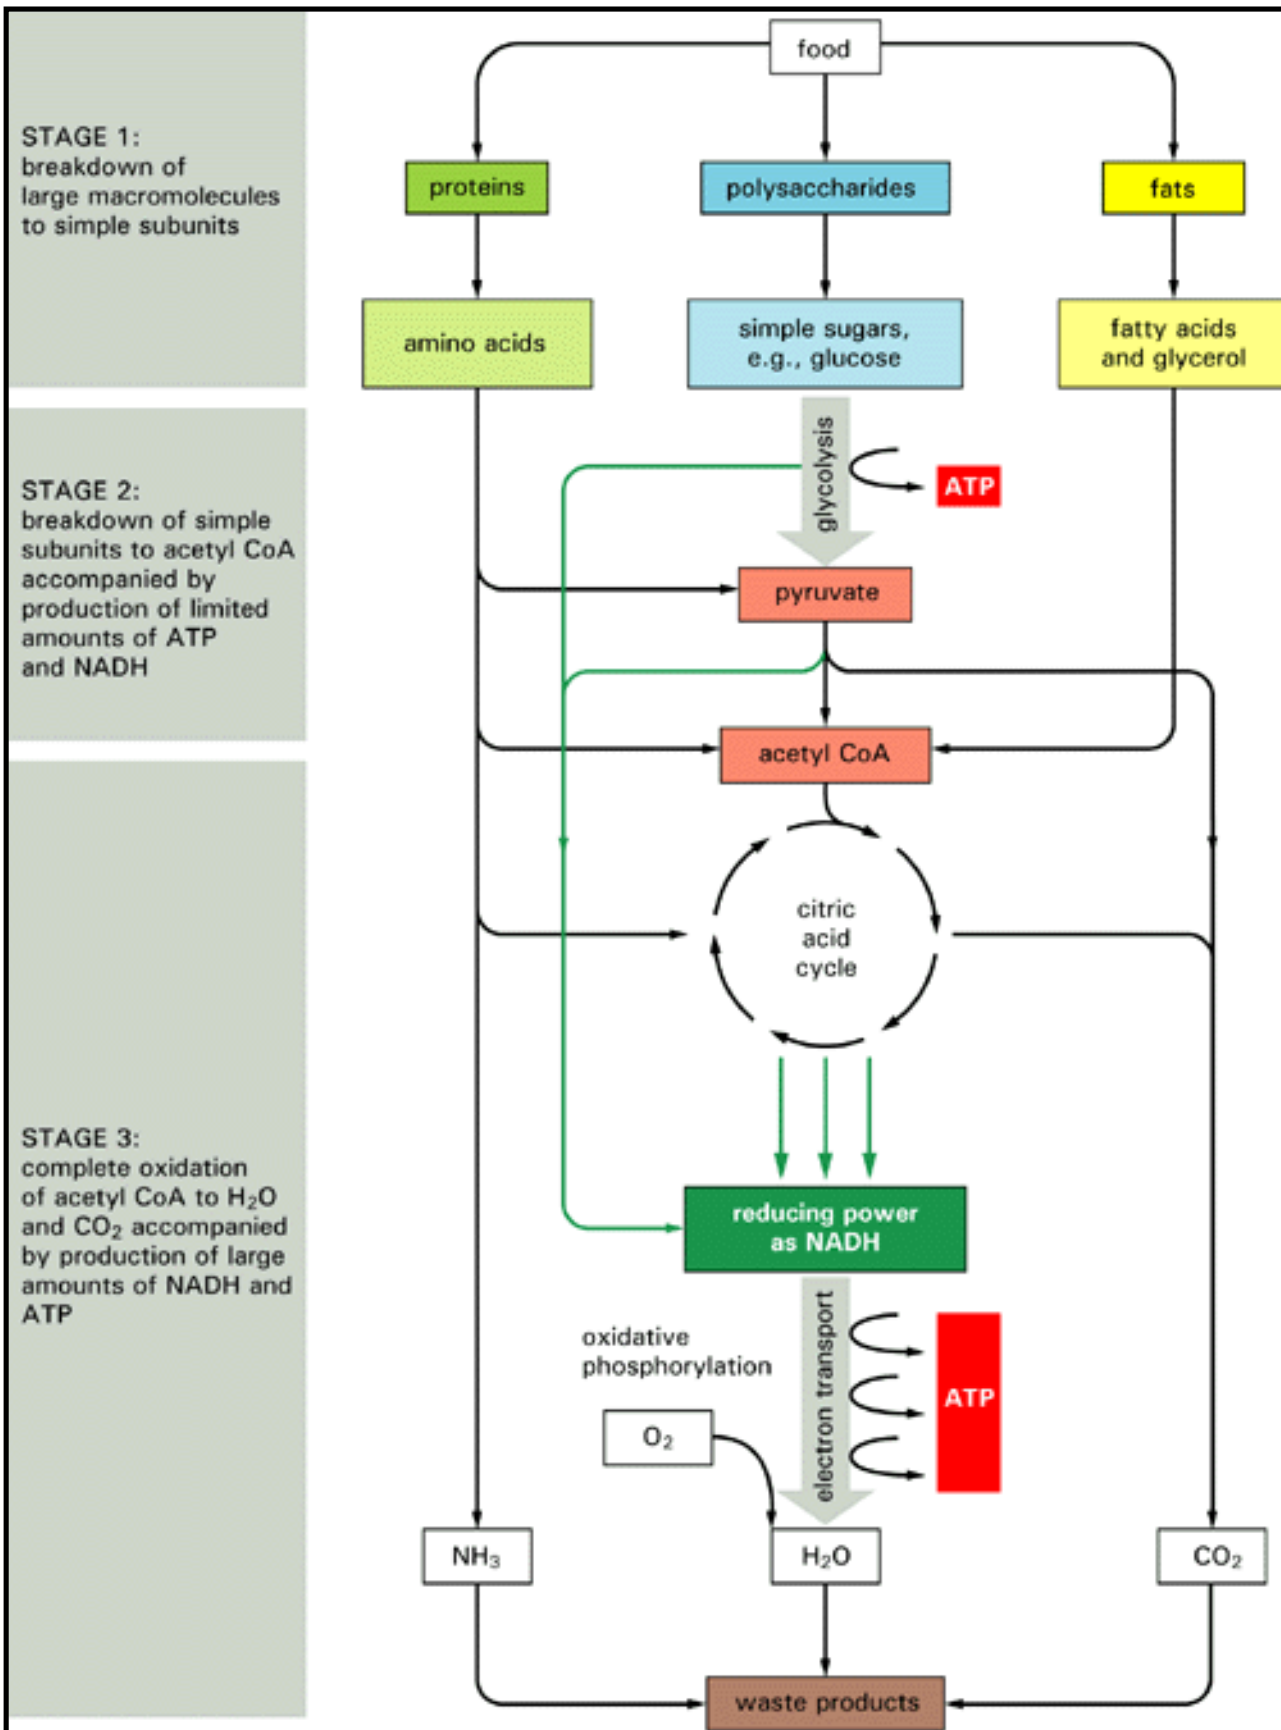 food
STAGE 1:
breakdown of
large macromolecules
to simple subunits
proteins
polysaccharides
fats
amino acids
simple sugars,
e.g., glucose
fatty acids
and glycerol
STAGE 2:
breakdown of simple
subunits to acetyl CoA
accompanied by
production of limited
amounts of ATP
and NADH
glycolysis
ATP
pyruvate
acetyl CoA
citric
acid
cycle
STAGE 3:
complete oxidation
of acetyl CoA to H₂O
and CO₂ accompanied
by production of large
amounts of NADH and
ATP
reducing power
as NADH
oxidative
phosphorylation
electron transport
ATP
O₂
NH₃
H₂O
CO₂
waste products